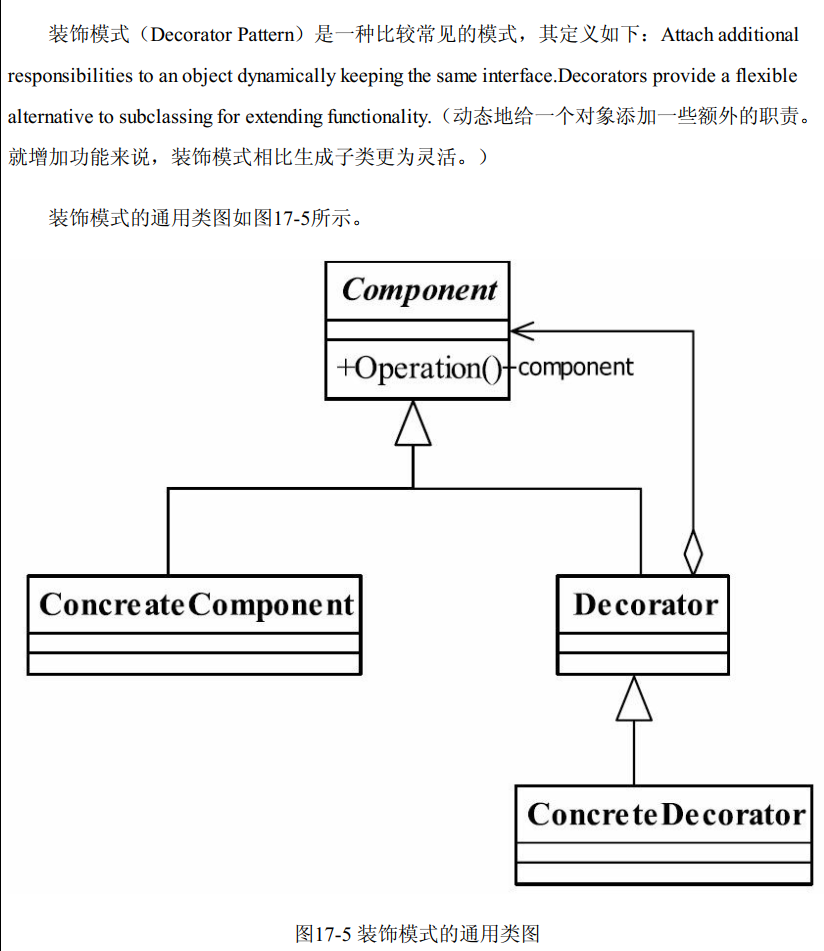 装饰模式（Decorator Pattern）是一种比较常见的模式，其定义如下：Attach additional
responsibilities to an object dynamically keeping the same interface.Decorators provide a flexible
alternative to subclassing for extending functionality.（动态地给一个对象添加一些额外的职责。
就增加功能来说，装饰模式相比生成子类更为灵活。）
装饰模式的通用类图如图17-5所示。
Component
+Operation()
+component
ConcreateComponent
Decorator
ConcreteDecorator
图17-5 装饰模式的通用类图